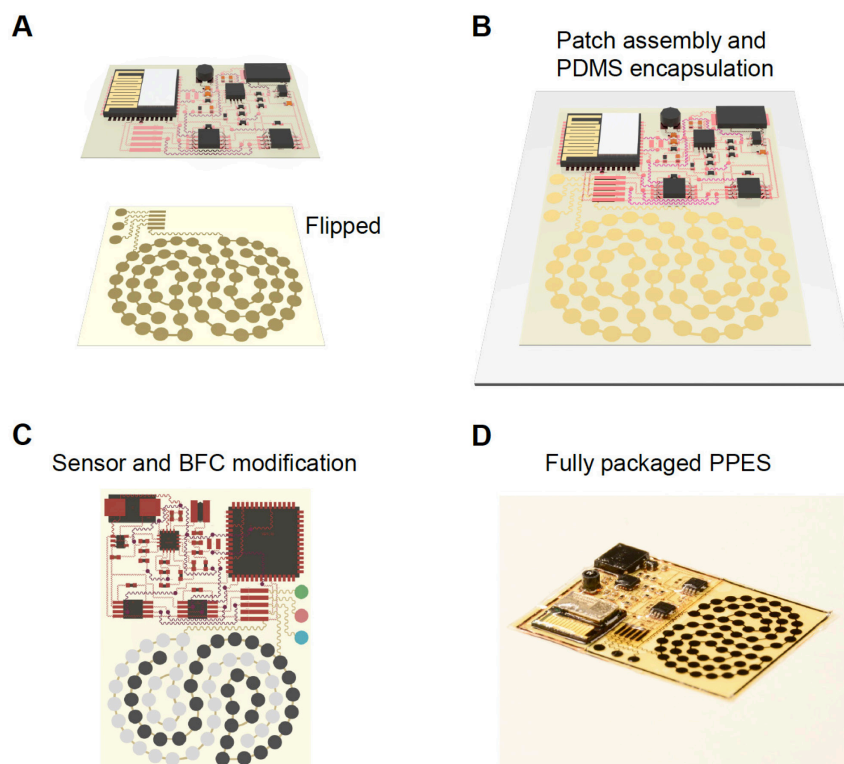 A
Flipped
B
Patch assembly and
PDMS encapsulation
C
Sensor and BFC modification
D
Fully packaged PPES